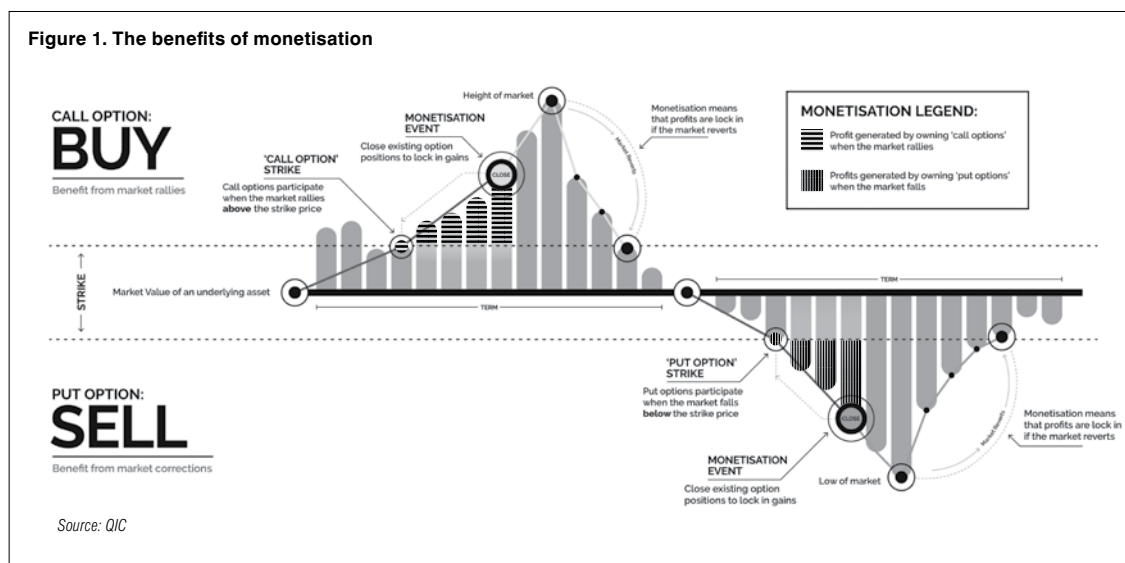 Figure 1. The benefits of monetisation
CALL OPTION:
BUY
Benefit from market rallies
'CALL OPTION'
STRIKE
Call options participate
when the market rallies
above the strike price
MONETISATION
EVENT
Close existing option
positions to lock in gains
CLOSE
Height of market
Market Reverts
Monetisation means
that profits are lock in
if the market reverts
MONETISATION LEGEND:
Profit generated by owning 'call options'
when the market rallies
Profits generated by owning 'put options'
when the market falls
STRIKE
Market Value of an underlying asset
TERM
TERM
PUT OPTION:
SELL
Benefit from market corrections
'PUT OPTION'
STRIKE
Put options participate
when the market falls
below the strike price
CLOSE
MONETISATION
EVENT
Close existing option
positions to lock in gains
Low of market
Market Reverts
Monetisation means
that profits are lock in
if the market reverts
Source: QIC